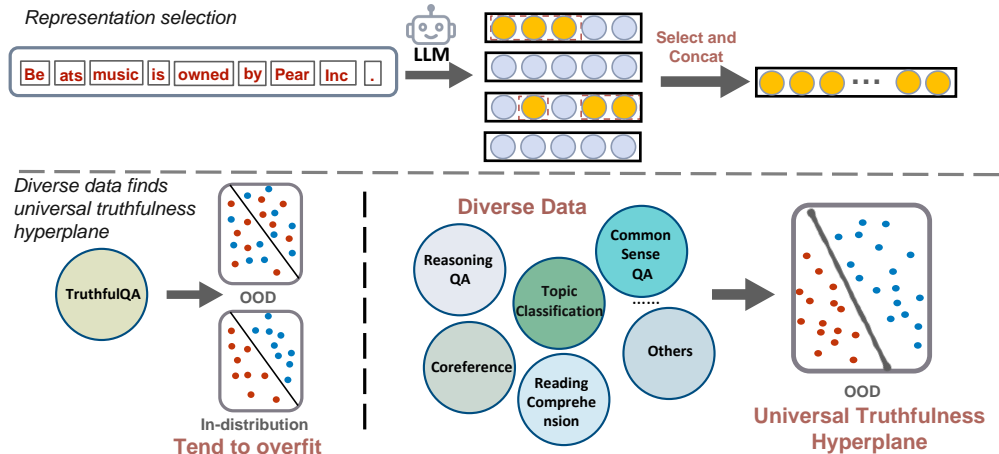 Representation selection
Be ats music is owned by Pear Inc .
LLM
Select and
Concat
...
Diverse data finds
universal truthfulness
hyperplane
TruthfulQA
OOD
In-distribution
Tend to overfit
Diverse Data
Reasoning
QA
Common
Sense
QA
......
Topic
Classification
Coreference
Others
Reading
Comprehe
nsion
OOD
Universal Truthfulness
Hyperplane